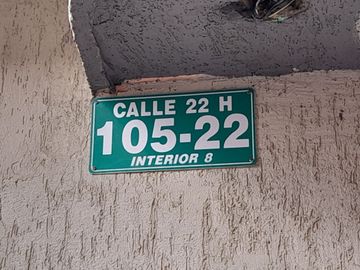 CALLE 22 H
105-22
INTERIOR 8